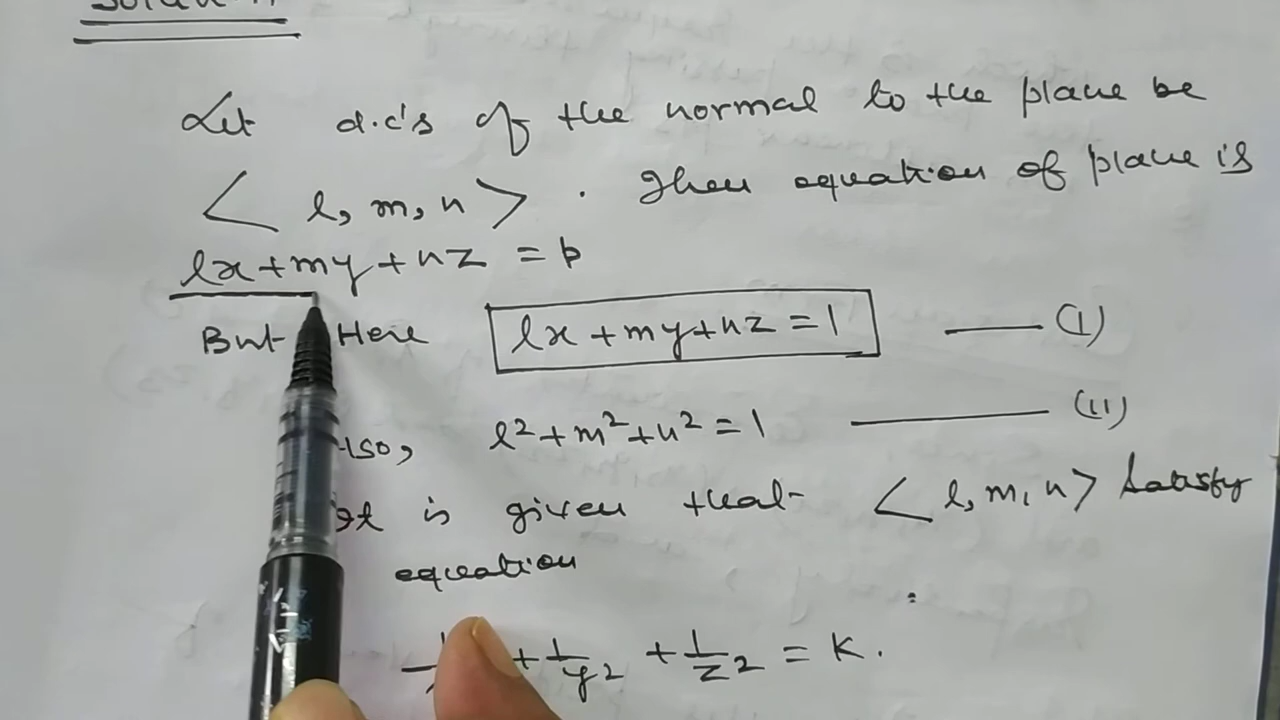 Let d.c's of the normal to the plane be
< l, m, n > . Then equation of plane is
lx + my + nz = p
But Here lx + my + nz = 1 —— (I)
l² + m² + n² = 1 —— (II)
is given that < l, m, n > satisfy
equation
+ 1/y² + 1/z² = K.